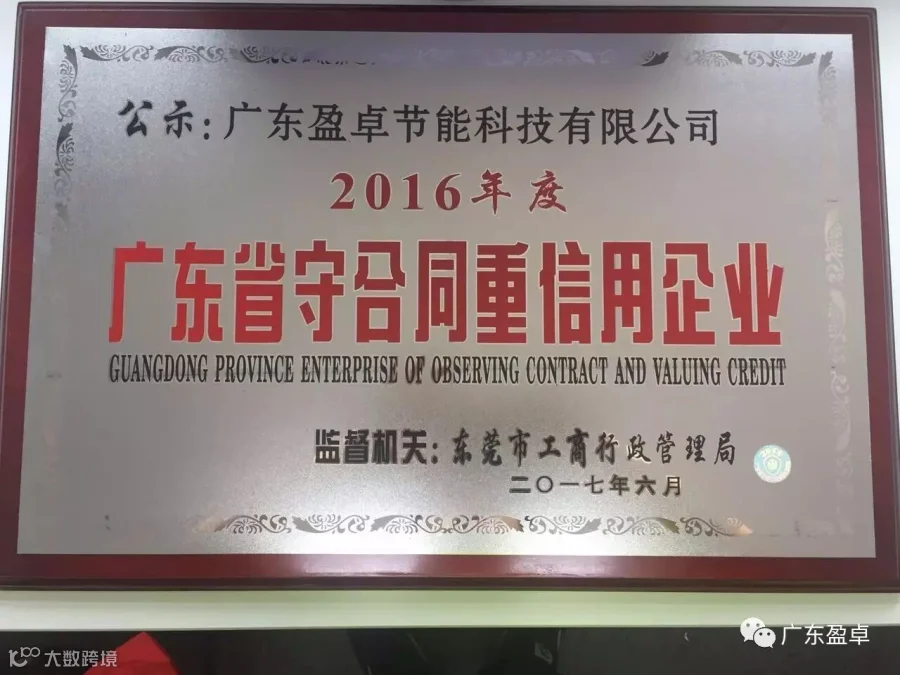 公示:广东盈卓节能科技有限公司
2016年度
广东省守合同重信用企业
GUANGDONG PROVINCE ENTERPRISE OF OBSERVING CONTRACT AND VALUING CREDIT
监督机关:东莞市工商行政管理局
二〇一七年六月
广东盈卓
大数跨境